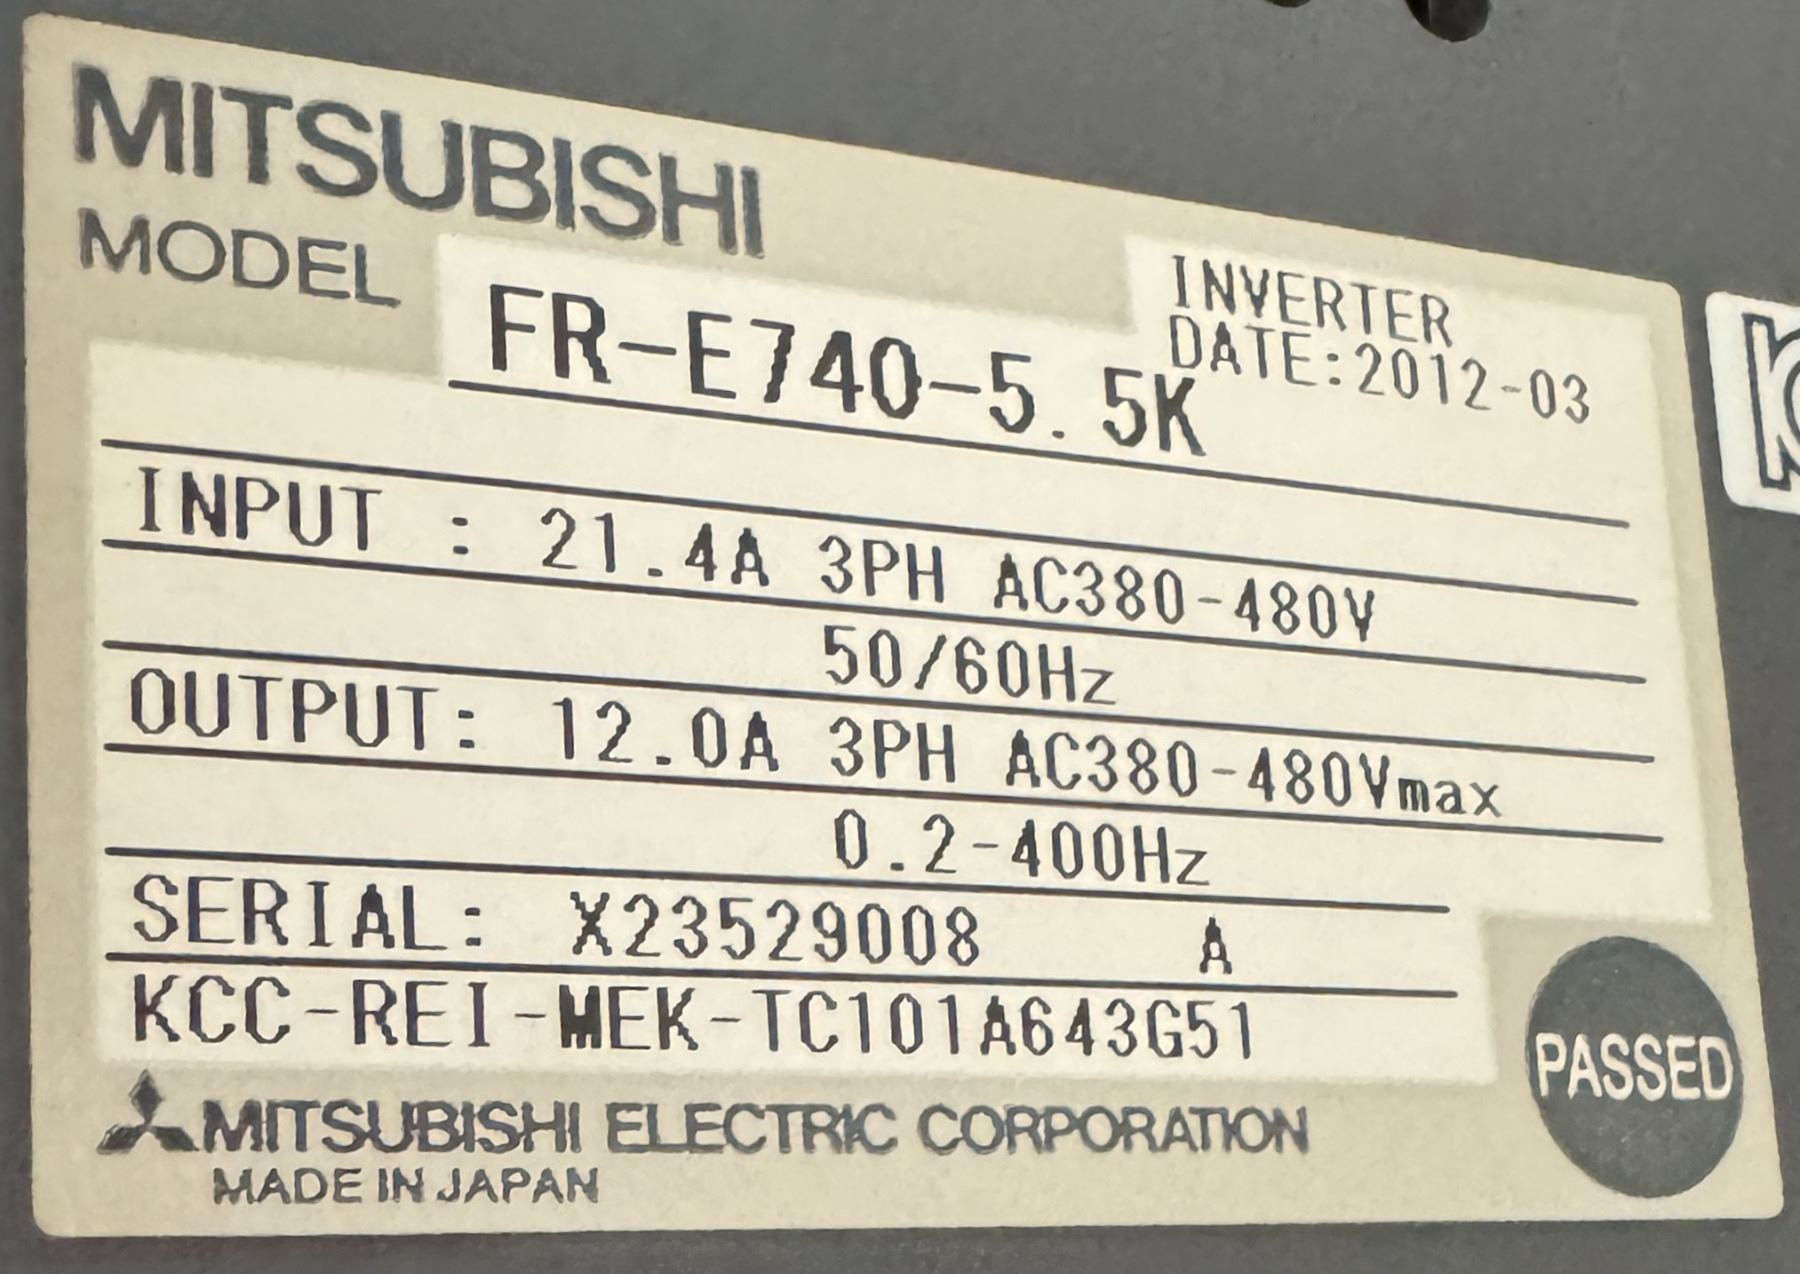 MITSUBISHI
MODEL FR-E740-5.5K
INVERTER
DATE:2012-03
INPUT : 21.4A 3PH AC380-480V
50/60Hz
OUTPUT: 12.0A 3PH AC380-480Vmax
0.2-400Hz
SERIAL: X23529008 A
KCC-REI-MEK-TC101A643G51
PASSED
MITSUBISHI ELECTRIC CORPORATION
MADE IN JAPAN